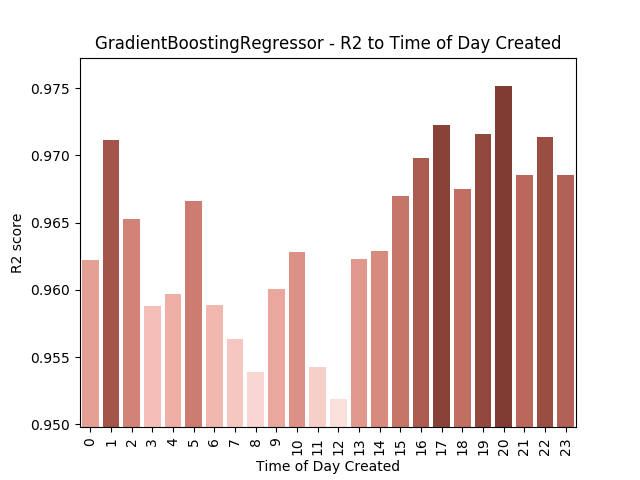 GradientBoostingRegressor - R2 to Time of Day Created
0.975
0.970
0.965
0.960
0.955
0.950
R2 score
0 1 2 3 4 5 6 7 8 9 10 11 12 13 14 15 16 17 18 19 20 21 22 23
Time of Day Created